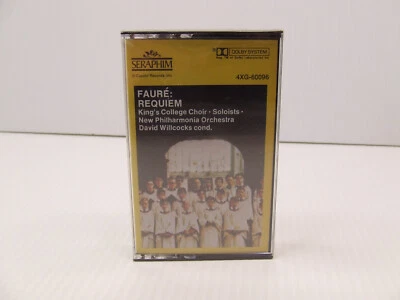 SERAPHIM
DOLBY SYSTEM
4XG-60096
FAURÉ:
REQUIEM
King's College Choir · Soloists ·
New Philharmonia Orchestra
David Willcocks cond.